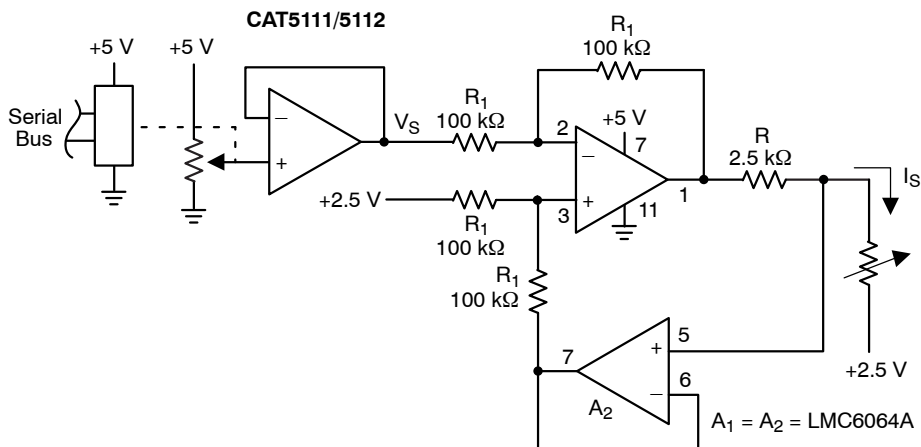 CAT5111/5112
+5 V
+5 V
Serial
Bus
−
+
V_S
R₁
100 kΩ
R₁
100 kΩ
+2.5 V
R₁
100 kΩ
R₁
100 kΩ
2
3
−
+
+5 V
7
11
1
R
2.5 kΩ
I_S
+2.5 V
7
5
6
+
−
A₂
A₁ = A₂ = LMC6064A